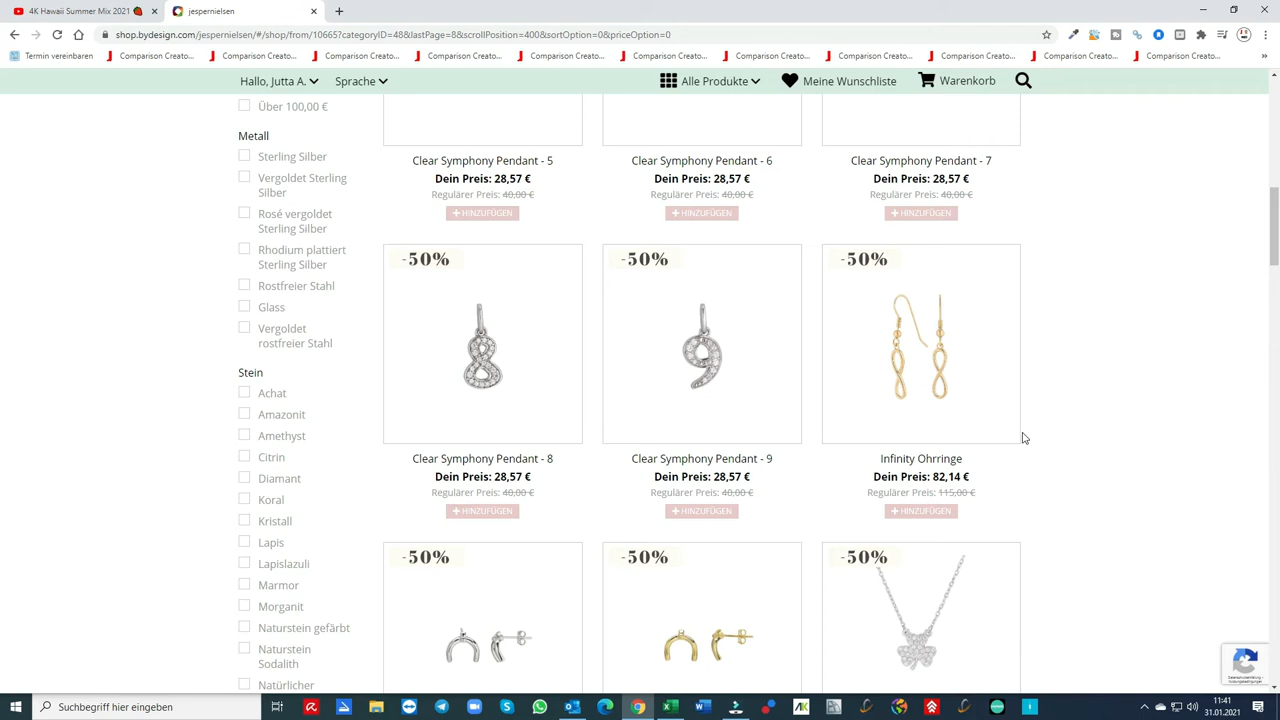 4K Hawaii Summer Mix 2021
jespernielsen
shop.bydesign.com/jespernielsen/#/shop/from/10665?categoryID=48&lastPage=8&scrollPosition=400&sortOption=0&priceOption=0
Termin vereinbaren
Comparison Creato...
Comparison Creato...
Comparison Creato...
Comparison Creato...
Comparison Creato...
Comparison Creato...
Comparison Creato...
Comparison Creato...
Comparison Creato...
Comparison Creato...
Comparison Creato...
Hallo, Jutta A.
Sprache
Alle Produkte
Meine Wunschliste
Warenkorb
Über 100,00 €
Metall
Sterling Silber
Vergoldet Sterling
Silber
Rosé vergoldet
Sterling Silber
Rhodium plattiert
Sterling Silber
Rostfreier Stahl
Glass
Vergoldet
rostfreier Stahl
Stein
Achat
Amazonit
Amethyst
Citrin
Diamant
Koral
Kristall
Lapis
Lapislazuli
Marmor
Morganit
Naturstein gefärbt
Naturstein
Sodalith
Natürlicher
Clear Symphony Pendant - 5
Dein Preis: 28,57 €
Regulärer Preis: 40,00 €
HINZUFÜGEN
Clear Symphony Pendant - 6
Dein Preis: 28,57 €
Regulärer Preis: 40,00 €
HINZUFÜGEN
Clear Symphony Pendant - 7
Dein Preis: 28,57 €
Regulärer Preis: 40,00 €
HINZUFÜGEN
-50%
Clear Symphony Pendant - 8
Dein Preis: 28,57 €
Regulärer Preis: 40,00 €
HINZUFÜGEN
-50%
Clear Symphony Pendant - 9
Dein Preis: 28,57 €
Regulärer Preis: 40,00 €
HINZUFÜGEN
-50%
Infinity Ohrringe
Dein Preis: 82,14 €
Regulärer Preis: 115,00 €
HINZUFÜGEN
-50%
-50%
-50%
Suchbegriff hier eingeben
11:41
31.01.2021